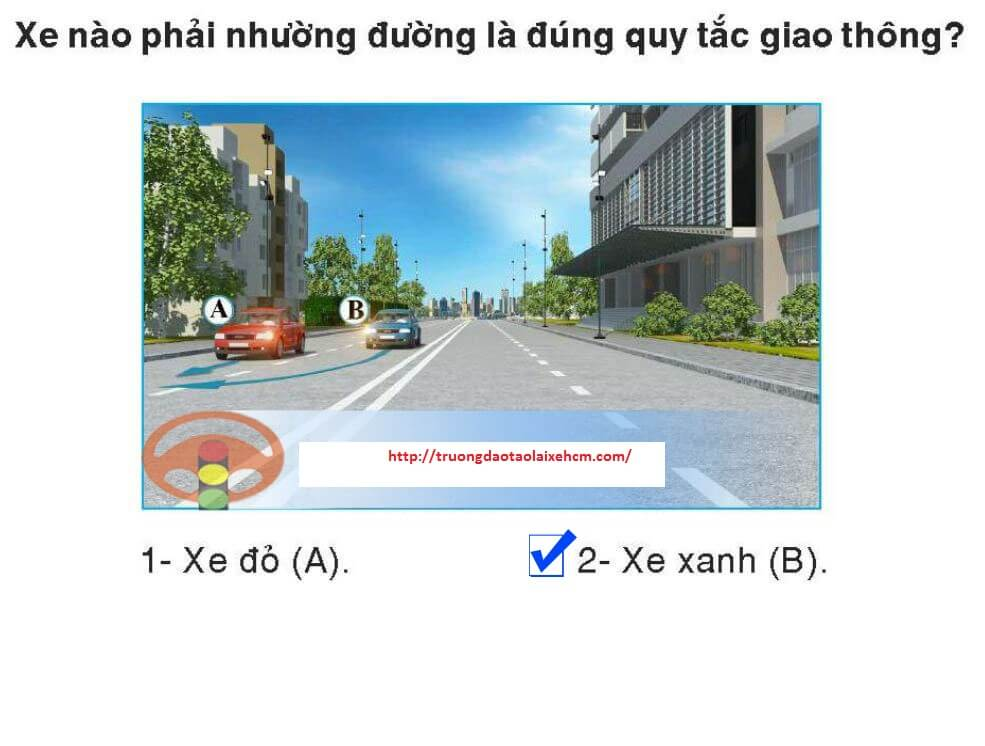 Xe nào phải nhường đường là đúng quy tắc giao thông?
A
B
http://truongdaotaolaixehcm.com/
1- Xe đỏ (A).
2- Xe xanh (B).